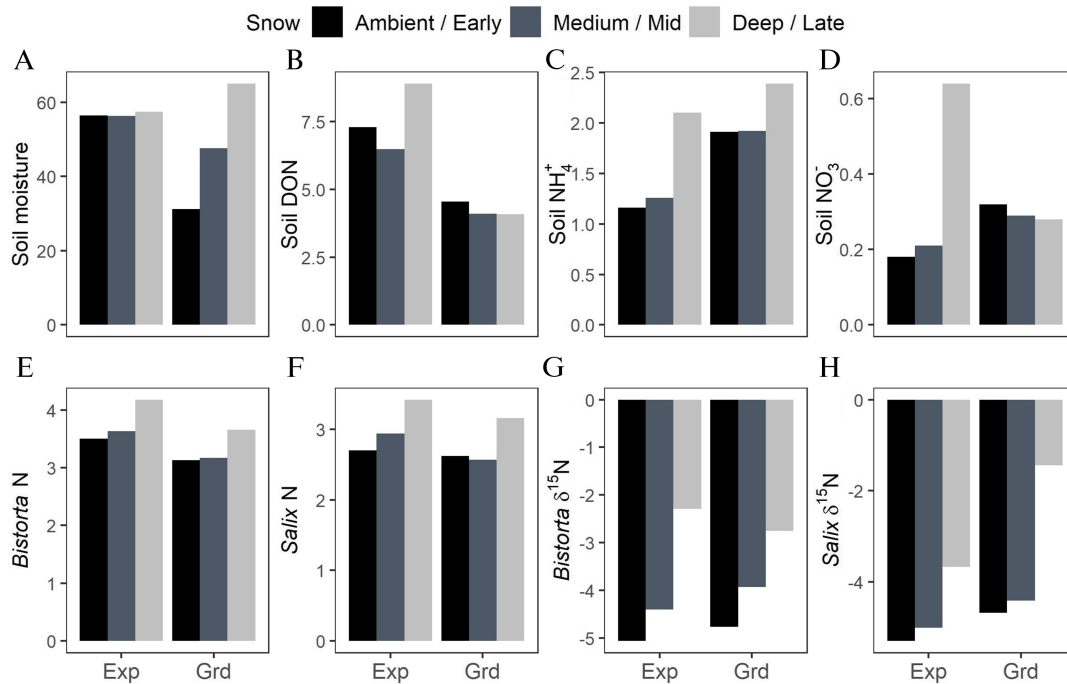 Snow Ambient / Early Medium / Mid Deep / Late
A B C D
Soil moisture
60
40
20
0
Soil DON
7.5
5.0
2.5
0.0
Soil NH₄⁺
2.5
2.0
1.5
1.0
0.5
0.0
Soil NO₃⁻
0.6
0.4
0.2
0.0
E F G H
Bistorta N
4
3
2
1
0
Salix N
3
2
1
0
Bistorta δ¹⁵N
0
-1
-2
-3
-4
-5
Salix δ¹⁵N
0
-2
-4
Exp Grd
Exp Grd
Exp Grd
Exp Grd